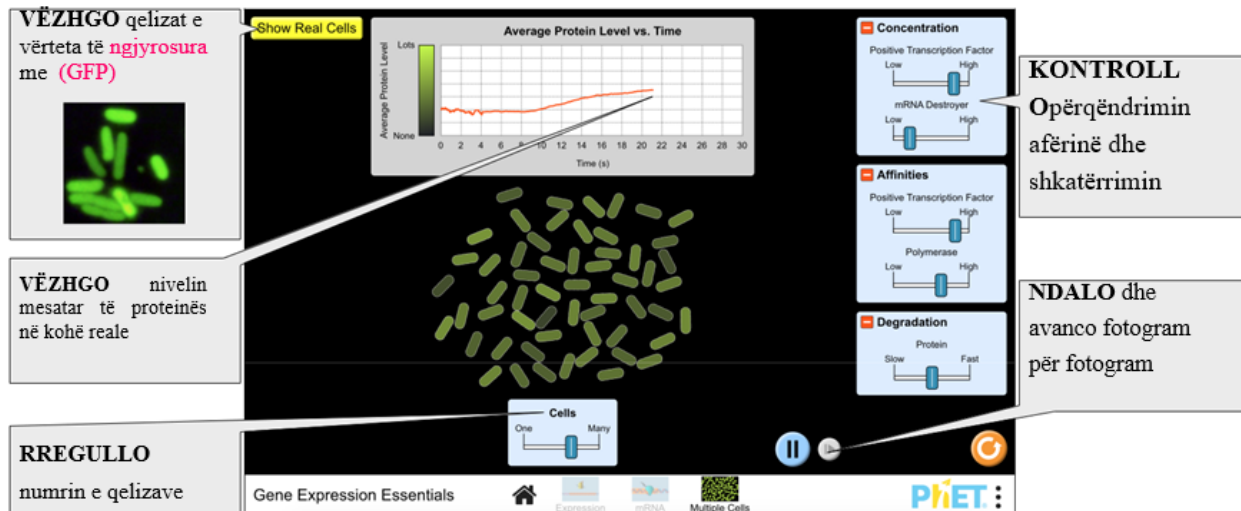 VËZHGO qelizat e
vërteta të ngjyrosura
me (GFP)
VËZHGO nivelin
mesatar të proteinës
në kohë reale
RREGULLO
numrin e qelizave
Show Real Cells
Average Protein Level vs. Time
Average Protein Level
Lots
None
0 2 4 6 8 10 12 14 16 18 20 22 24 26 28 30
Time (s)
Cells
One Many
Concentration
Positive Transcription Factor
Low High
mRNA Destroyer
Low High
Affinities
Positive Transcription Factor
Low High
Polymerase
Low High
Degradation
Protein
Slow Fast
KONTROLL
Opërqëndrimin
afërinë dhe
shkatërrimin
NDALO dhe
avanco fotogram
për fotogram
Gene Expression Essentials
Expression
mRNA
Multiple Cells
PhET